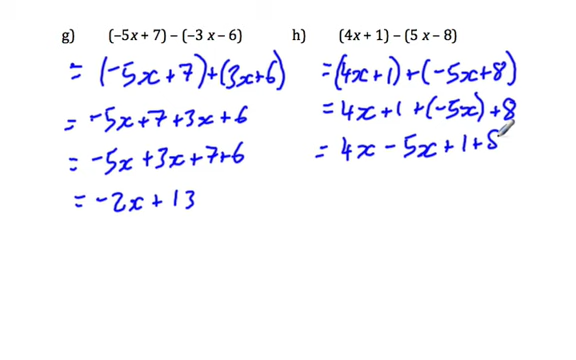 g) (-5x + 7) – (-3 x – 6)
= (-5x + 7) + (3x + 6)
= -5x + 7 + 3x + 6
= -5x + 3x + 7 + 6
= -2x + 13
h) (4x + 1) – (5 x – 8)
= (4x + 1) + (-5x + 8)
= 4x + 1 + (-5x) + 8
= 4x - 5x + 1 + 8